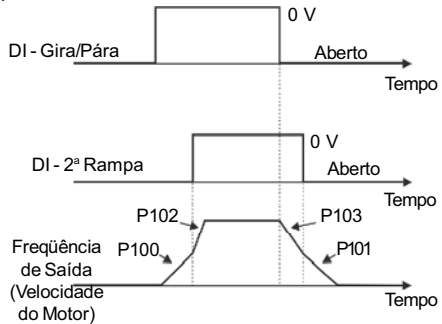 0 V
DI - Gira/Pára
Aberto
Tempo
0 V
DI - 2ª Rampa
Aberto
Tempo
P102
P103
Freqüência
de Saída
(Velocidade
do Motor)
P100
P101
Tempo